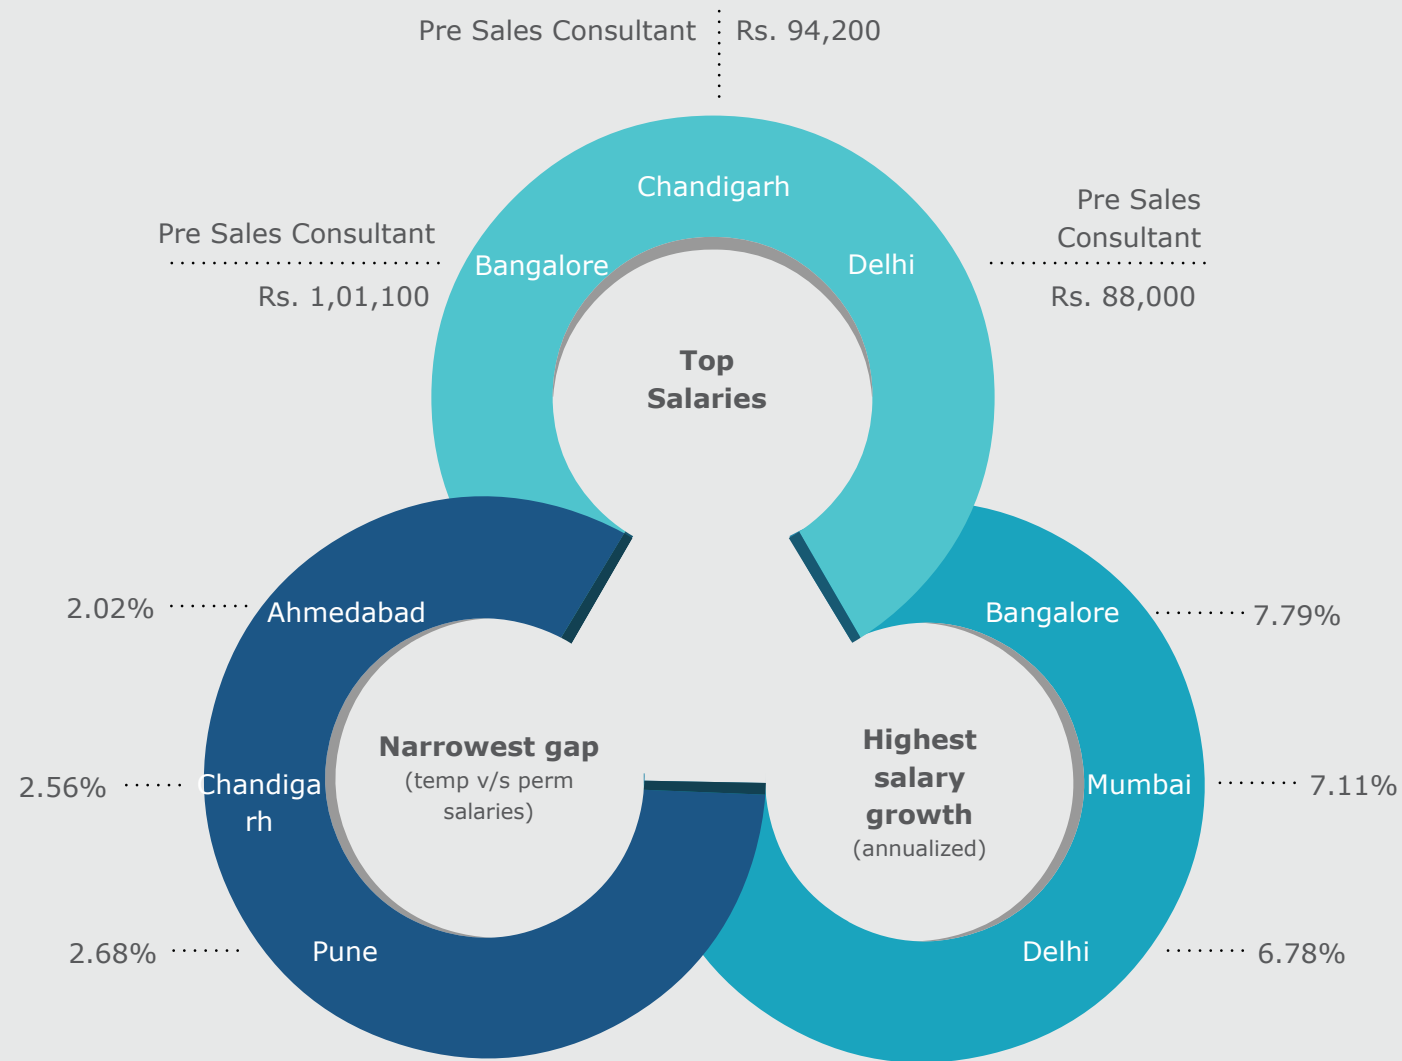 Pre Sales Consultant
Rs. 94,200
Chandigarh
Pre Sales Consultant
Rs. 1,01,100
Bangalore
Delhi
Pre Sales
Consultant
Rs. 88,000
Top
Salaries
2.02%
Ahmedabad
2.56%
Chandiga
rh
2.68%
Pune
Narrowest gap
(temp v/s perm
salaries)
Bangalore
7.79%
Mumbai
7.11%
Delhi
6.78%
Highest
salary
growth
(annualized)